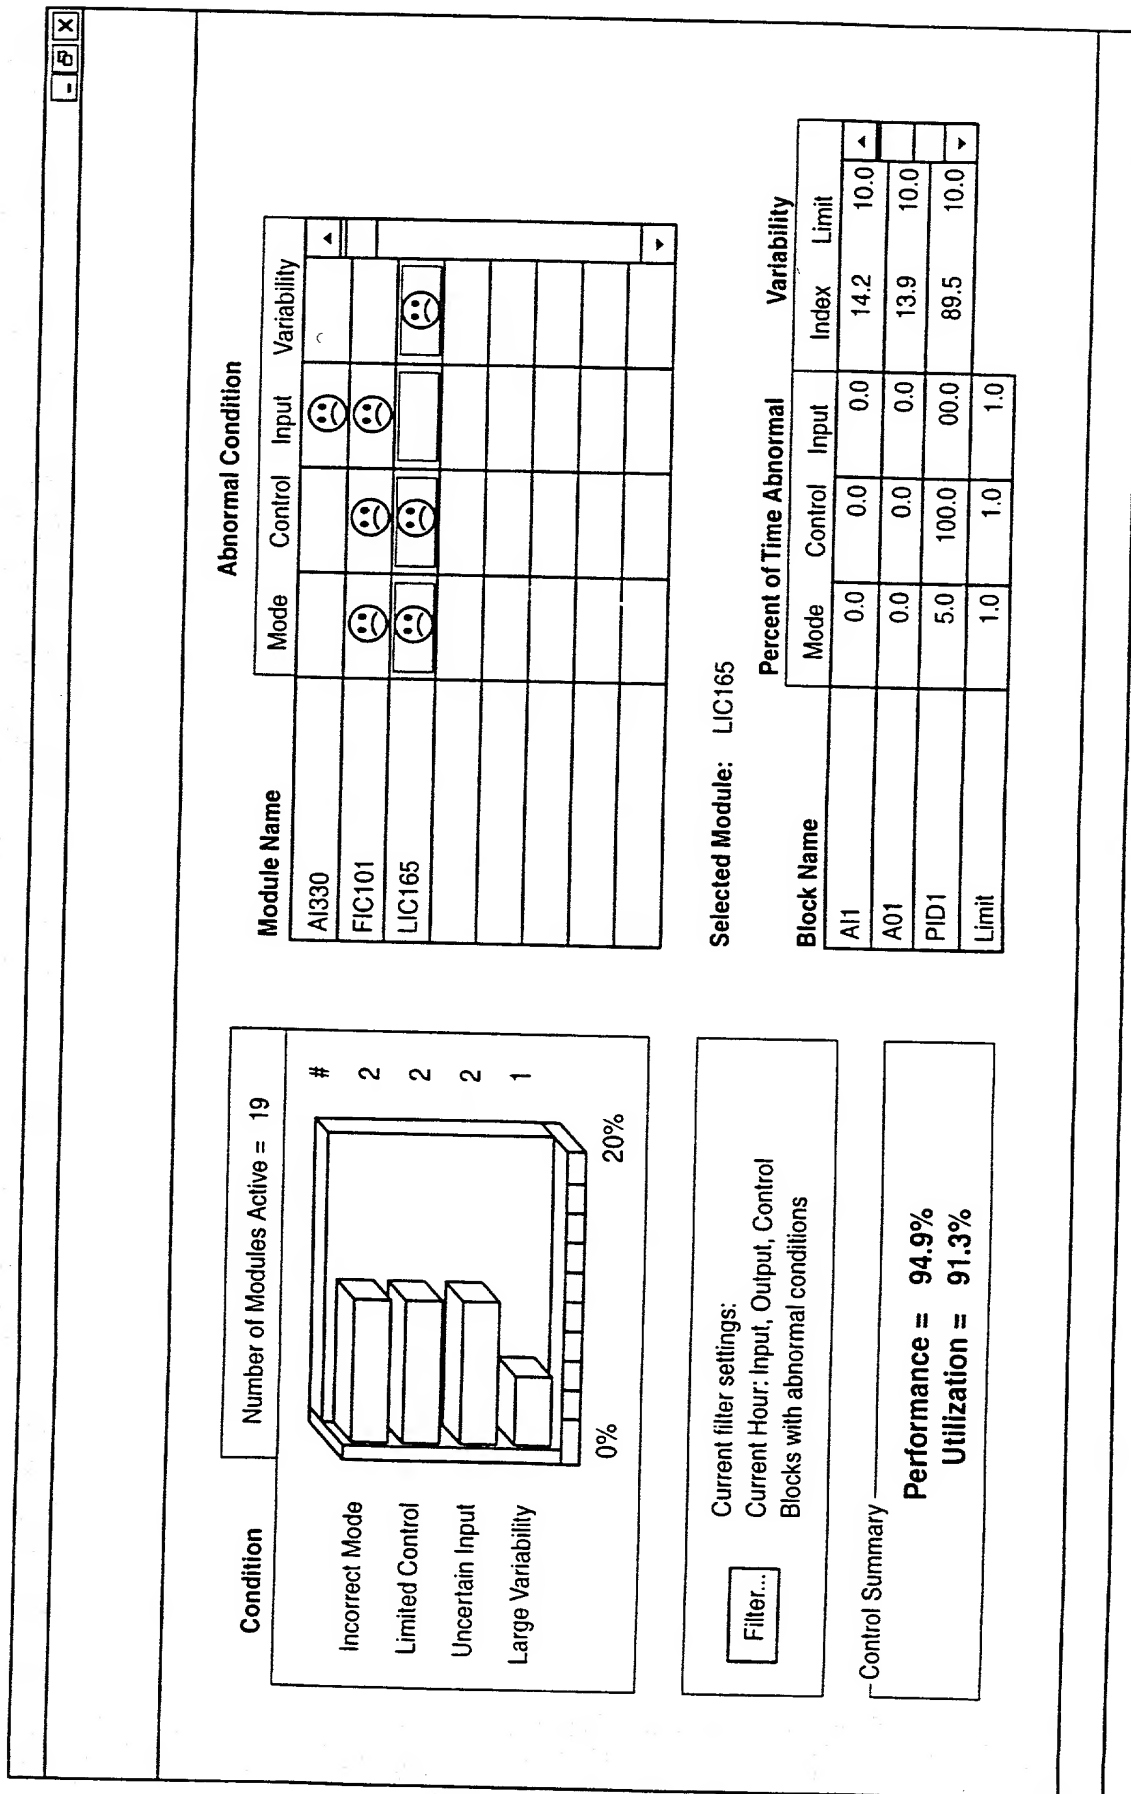 Condition
Number of Modules Active = 19
#
Incorrect Mode 2
Limited Control 2
Uncertain Input 2
Large Variability 1
0% 20%
Filter...
Current filter settings:
Current Hour: Input, Output, Control
Blocks with abnormal conditions
Control Summary
Performance = 94.9%
Utilization = 91.3%
Abnormal Condition
Module Name Mode Control Input Variability
AI330
FIC101
LIC165
Selected Module: LIC165
Percent of Time Abnormal Variability
Block Name Mode Control Input Index Limit
AI1 0.0 0.0 0.0 14.2 10.0
A01 0.0 0.0 0.0 13.9 10.0
PID1 5.0 100.0 00.0 89.5 10.0
Limit 1.0 1.0 1.0